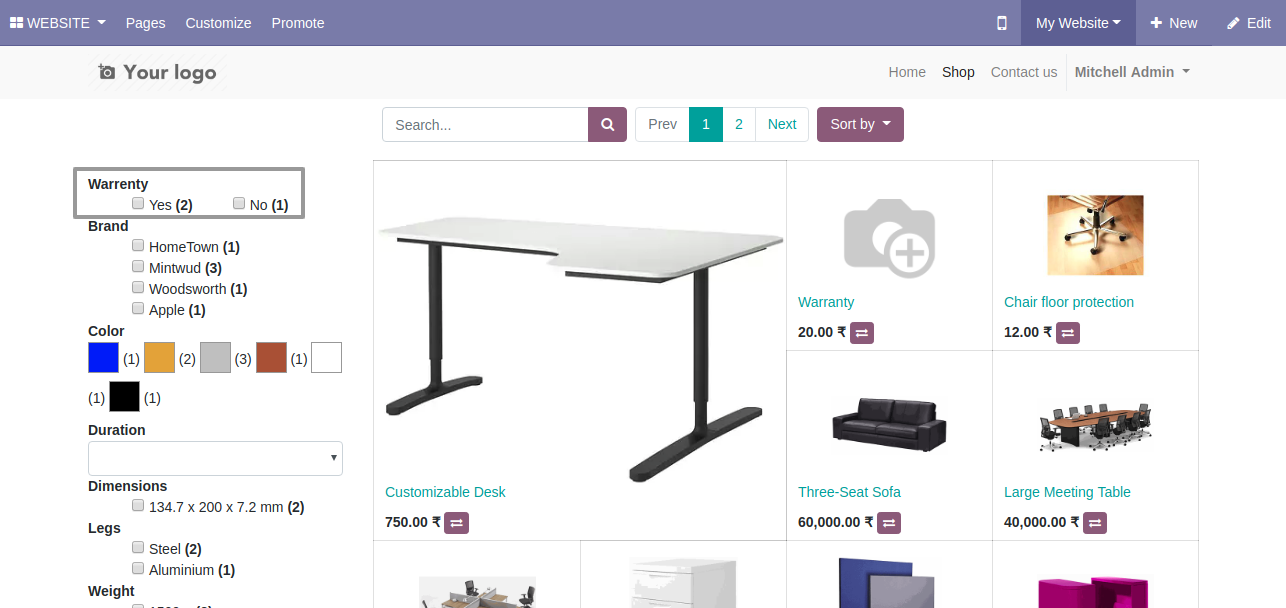 WEBSITE Pages Customize Promote My Website New Edit
Your logo Home Shop Contact us Mitchell Admin
Search... Prev 1 2 Next Sort by
Warrenty
Yes (2) No (1)
Brand
HomeTown (1)
Mintwud (3)
Woodsworth (1)
Apple (1)
Color
(1) (2) (3) (1)
(1) (1)
Duration
Dimensions
134.7 x 200 x 7.2 mm (2)
Legs
Steel (2)
Aluminium (1)
Weight
Warranty
20.00 ₹
Chair floor protection
12.00 ₹
Customizable Desk
750.00 ₹
Three-Seat Sofa
60,000.00 ₹
Large Meeting Table
40,000.00 ₹